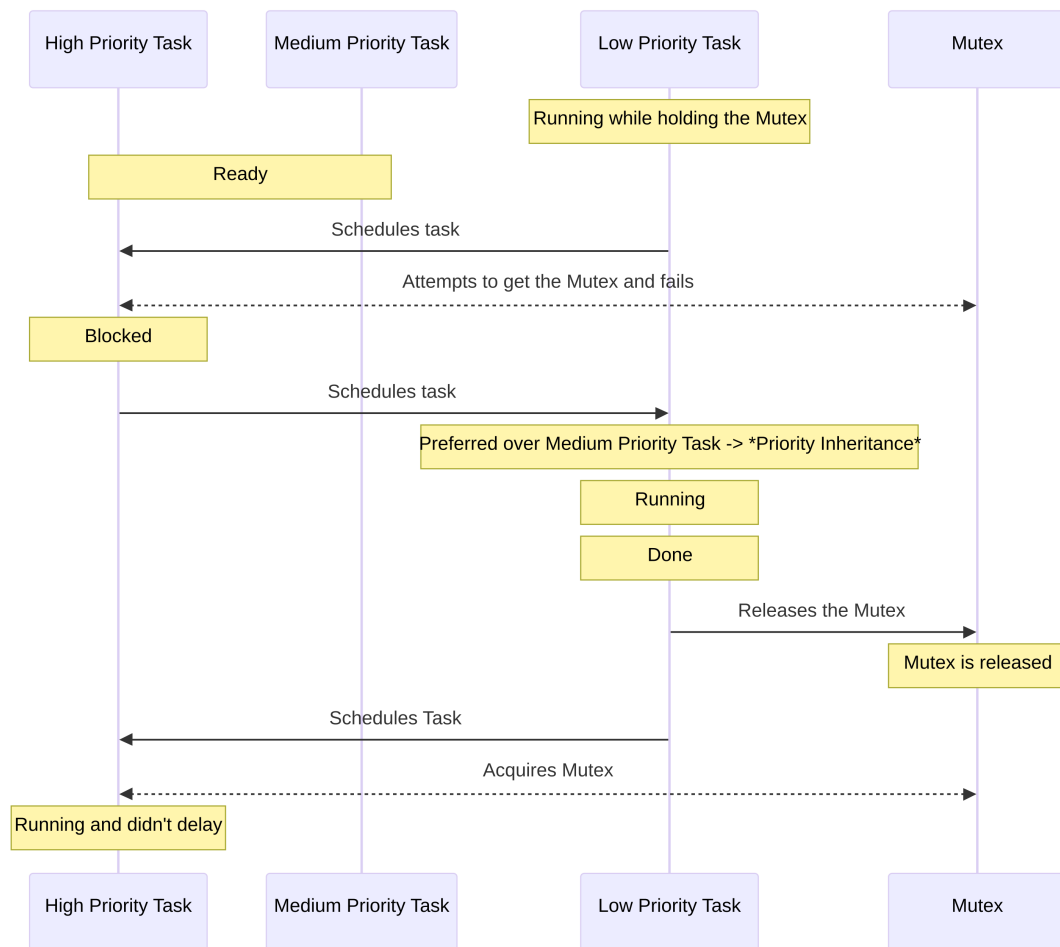 High Priority Task
Medium Priority Task
Low Priority Task
Mutex
Running while holding the Mutex
Ready
Schedules task
Attempts to get the Mutex and fails
Blocked
Schedules task
Preferred over Medium Priority Task -> *Priority Inheritance*
Running
Done
Releases the Mutex
Mutex is released
Schedules Task
Acquires Mutex
Running and didn't delay
High Priority Task
Medium Priority Task
Low Priority Task
Mutex